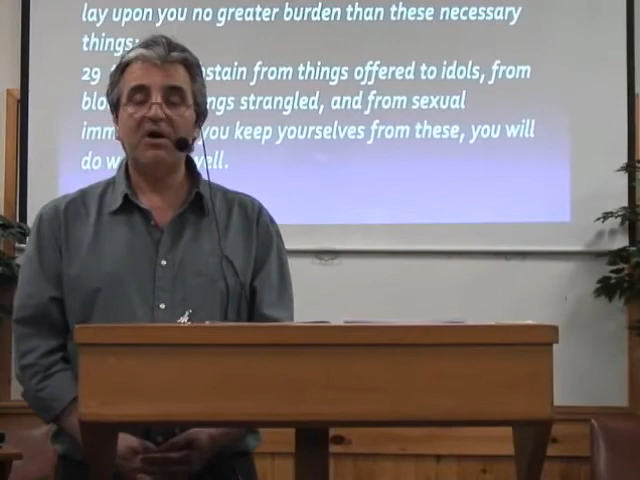 lay upon you no greater burden than these necessary
things:
29 stain from things offered to idols, from
blo ngs strangled, and from sexual
imm you keep yourselves from these, you will
do w well.